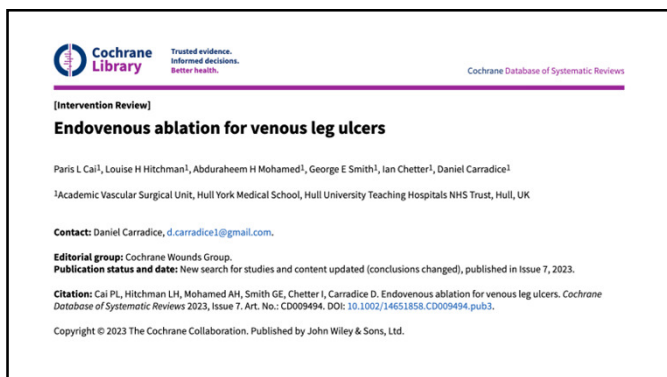 Cochrane Library
Trusted evidence.
Informed decisions.
Better health.
Cochrane Database of Systematic Reviews
[Intervention Review]
Endovenous ablation for venous leg ulcers
Paris L Cai1, Louise H Hitchman1, Abduraheem H Mohamed1, George E Smith1, Ian Chetter1, Daniel Carradice1
1Academic Vascular Surgical Unit, Hull York Medical School, Hull University Teaching Hospitals NHS Trust, Hull, UK
Contact: Daniel Carradice, d.carradice1@gmail.com.
Editorial group: Cochrane Wounds Group.
Publication status and date: New search for studies and content updated (conclusions changed), published in Issue 7, 2023.
Citation: Cai PL, Hitchman LH, Mohamed AH, Smith GE, Chetter I, Carradice D. Endovenous ablation for venous leg ulcers. Cochrane
Database of Systematic Reviews 2023, Issue 7. Art. No.: CD009494. DOI: 10.1002/14651858.CD009494.pub3.
Copyright © 2023 The Cochrane Collaboration. Published by John Wiley & Sons, Ltd.